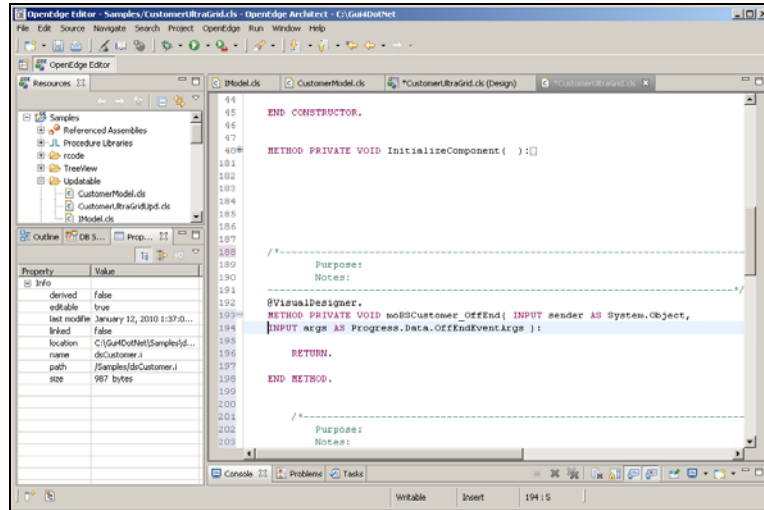 OpenEdge Editor - Samples/CustomerUltraGrid.cls - OpenEdge Architect - C:\Gui4DotNet
File Edit Source Navigate Search Project OpenEdge Run Window Help
OpenEdge Editor
Resources
IModel.cls
CustomerModel.cls
*CustomerUltraGrid.cls (Design)
*CustomerUltraGrid.cls
Samples
Referenced Assemblies
Procedure Libraries
rcode
TreeView
Updatable
CustomerModel.cls
CustomerUltraGridUpd.cls
IModel.cls
Outline
DB S...
Prop...
Property Value
Info
derived false
editable true
last modifie January 12, 2010 1:37:0...
linked false
location C:\Gui4DotNet\Samples\d...
name dsCustomer.i
path /Samples/dsCustomer.i
size 987 bytes
44
45 END CONSTRUCTOR.
46
47
48 METHOD PRIVATE VOID InitializeComponent( ):
181
182
183
184
185
186
187
188 /*------------------------------------------------------------
189 Purpose:
190 Notes:
191 ------------------------------------------------------------*/
192 @VisualDesigner.
193 METHOD PRIVATE VOID moBSCustomer_OffEnd( INPUT sender AS System.Object,
194 INPUT args AS Progress.Data.OffEndEventArgs ):
195
196 RETURN.
197
198 END METHOD.
199
200
201 /*------------------------------------------------------------
202 Purpose:
203 Notes:
Console Problems Tasks
Writable Insert 194 : 5